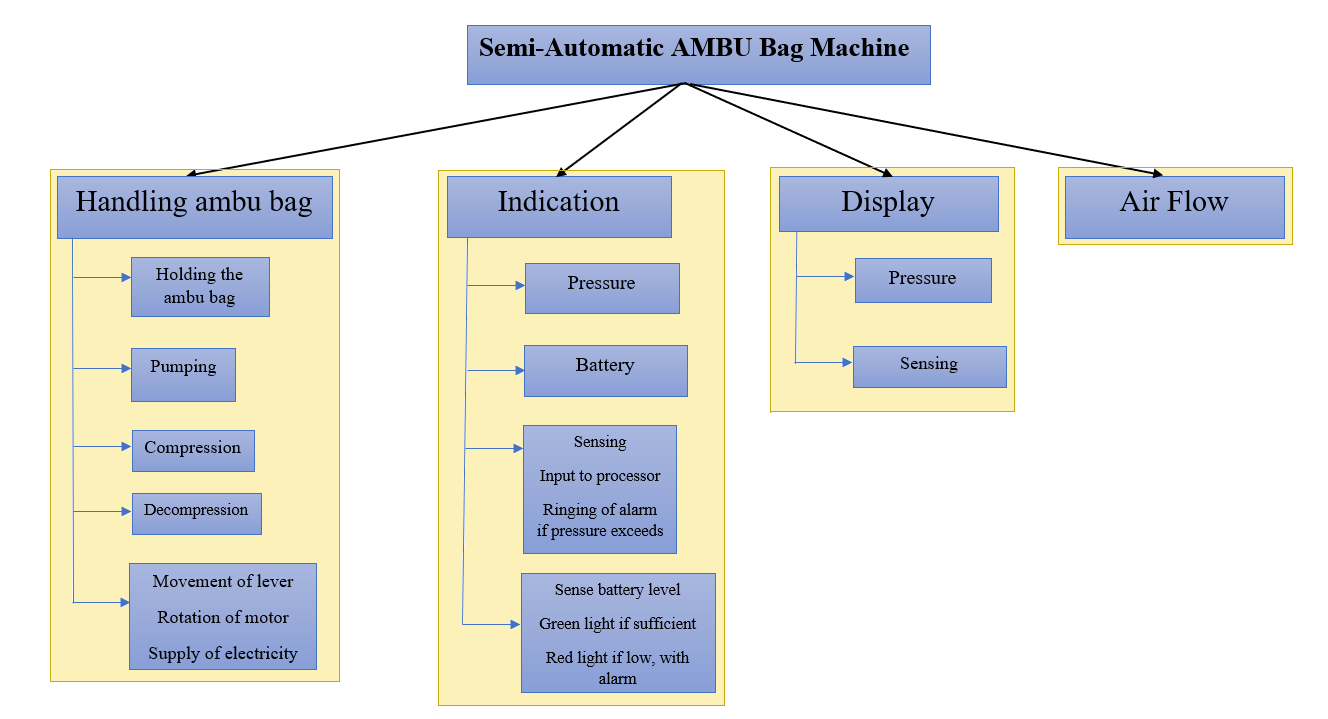 Semi-Automatic AMBU Bag Machine
Handling ambu bag
Holding the
ambu bag
Pumping
Compression
Decompression
Movement of lever
Rotation of motor
Supply of electricity
Indication
Pressure
Battery
Sensing
Input to processor
Ringing of alarm
if pressure exceeds
Sense battery level
Green light if sufficient
Red light if low, with
alarm
Display
Pressure
Sensing
Air Flow